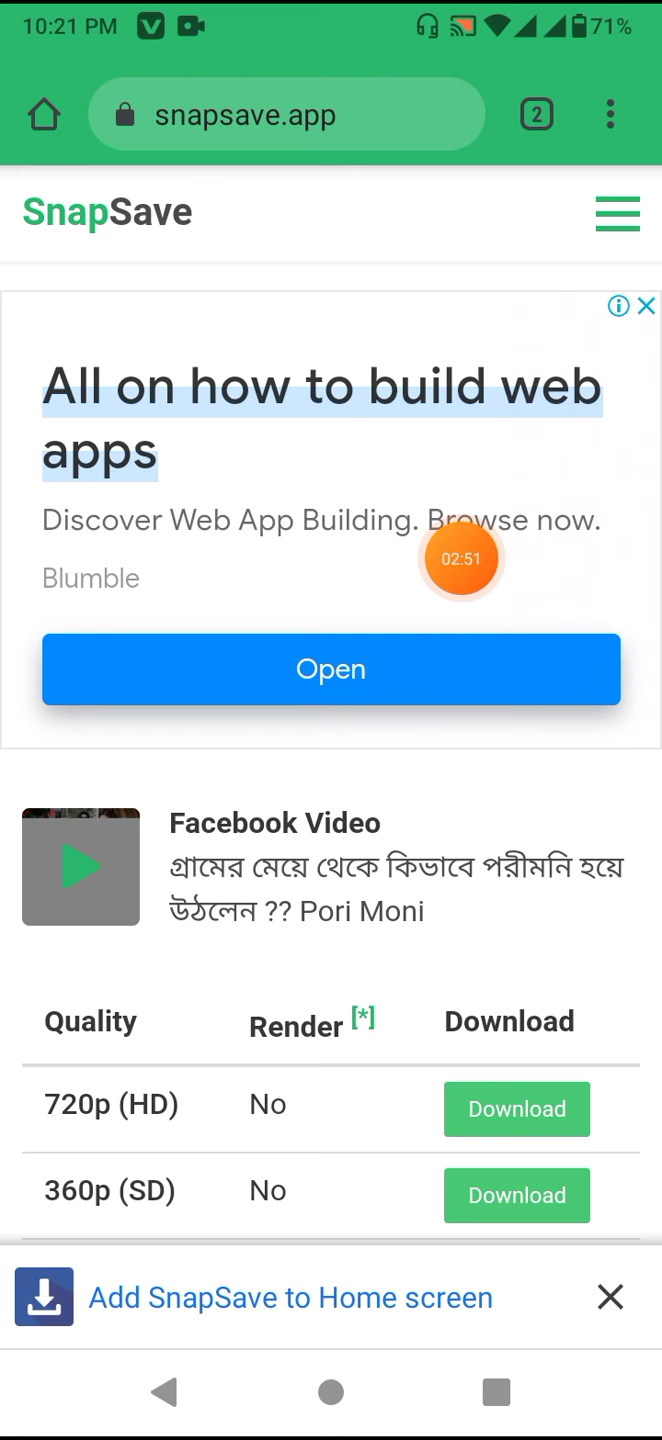 10:21 PM V 71%
snapsave.app 2
SnapSave
All on how to build web
apps
Discover Web App Building. Browse now.
02:51
Blumble
Open
Facebook Video
গ্রামের মেয়ে থেকে কিভাবে পরীমনি হয়ে
উঠলেন ?? Pori Moni
Quality Render [*] Download
720p (HD) No Download
360p (SD) No Download
Add SnapSave to Home screen